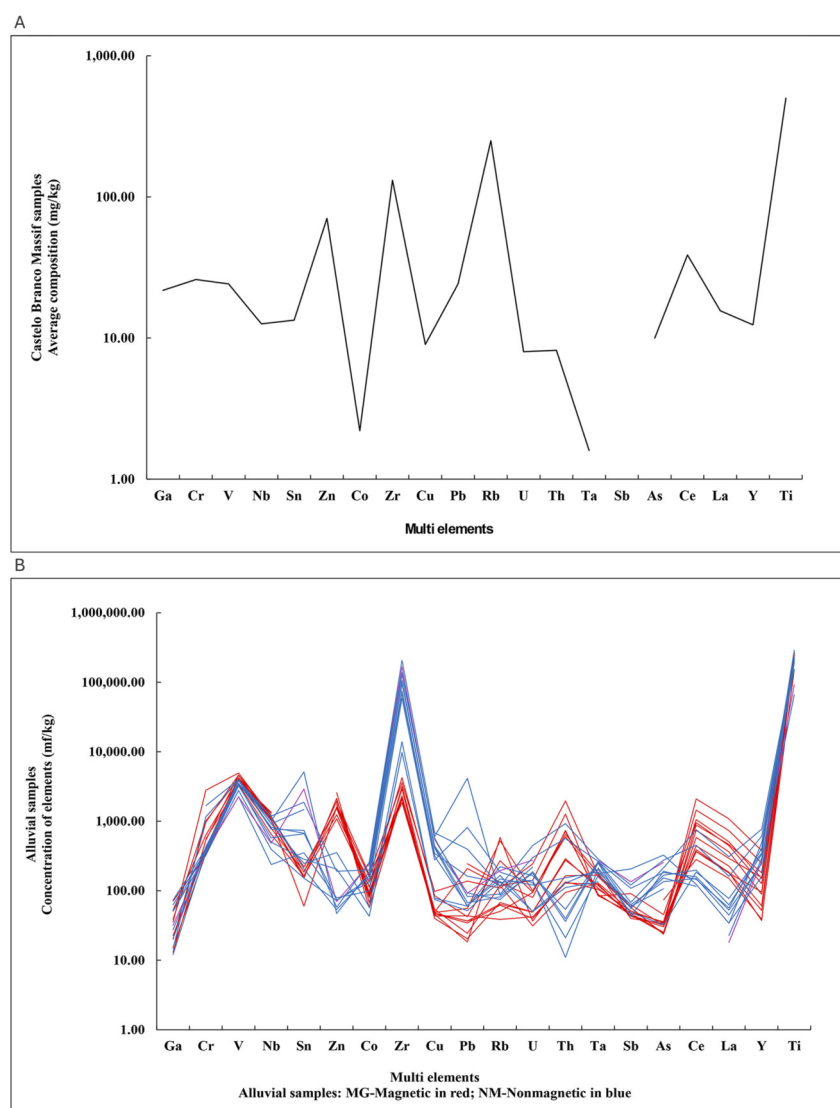 A
1,000.00
100.00
10.00
1.00
Castelo Branco Massif samples
Average composition (mg/kg)
Ga Cr V Nb Sn Zn Co Zr Cu Pb Rb U Th Ta Sb As Ce La Y Ti
Multi elements
B
1,000,000.00
100,000.00
10,000.00
1,000.00
100.00
10.00
1.00
Alluvial samples
Concentration of elements (mf/kg)
Ga Cr V Nb Sn Zn Co Zr Cu Pb Rb U Th Ta Sb As Ce La Y Ti
Multi elements
Alluvial samples: MG-Magnetic in red; NM-Nonmagnetic in blue